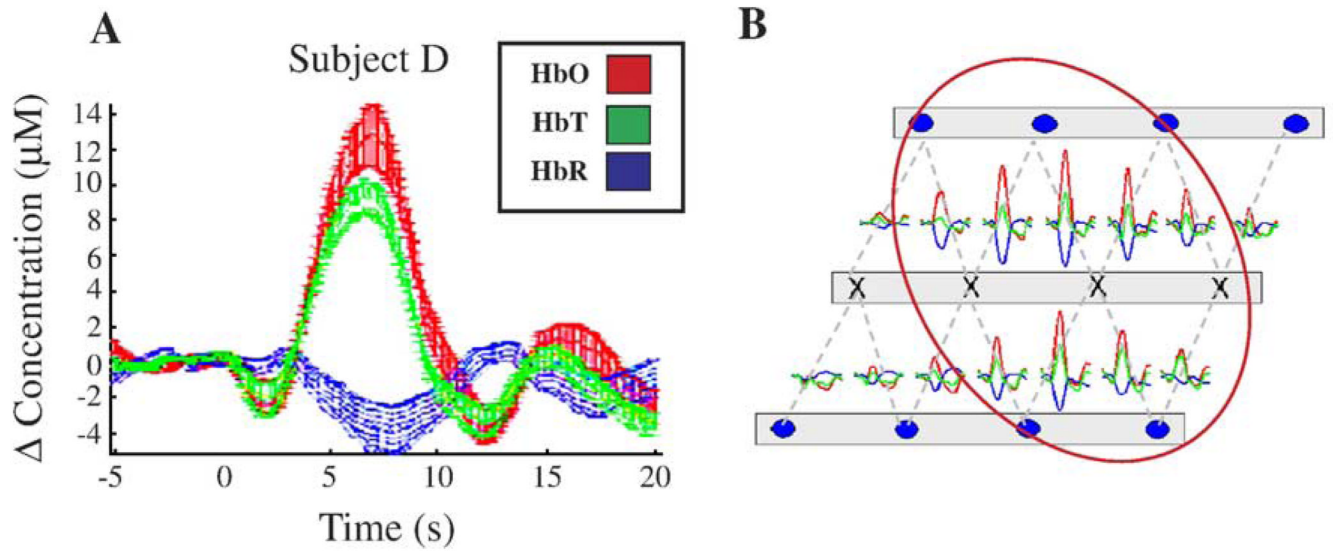 A
Subject D
HbO
HbT
HbR
Δ Concentration (μM)
14
12
10
8
6
4
2
0
-2
-4
-5
0
5
10
15
20
Time (s)
B
X X X X